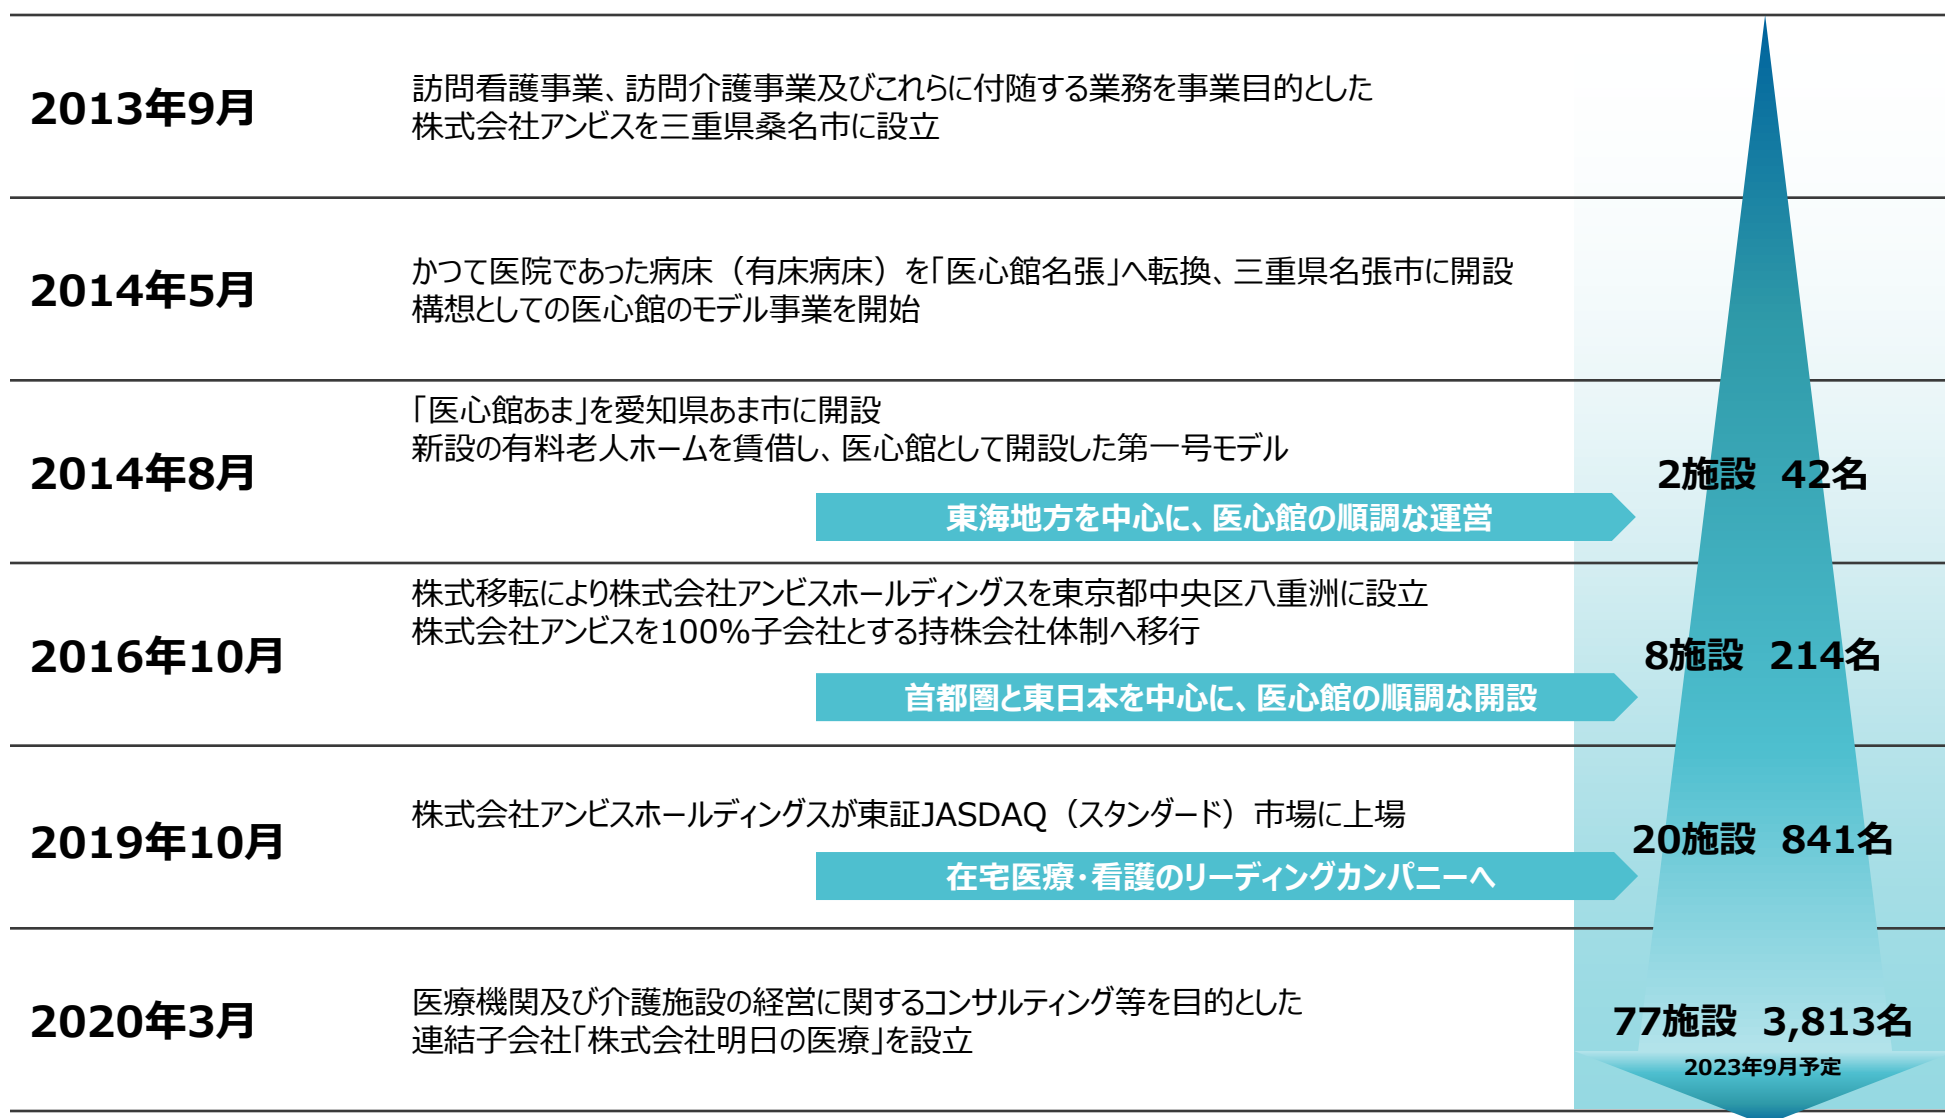 2013年9月
訪問看護事業、訪問介護事業及びこれらに付随する業務を事業目的とした
株式会社アンビスを三重県桑名市に設立
2014年5月
かつて医院であった病床（有床病床）を「医心館名張」へ転換、三重県名張市に開設
構想としての医心館のモデル事業を開始
2014年8月
「医心館あま」を愛知県あま市に開設
新設の有料老人ホームを賃借し、医心館として開設した第一号モデル
2施設 42名
東海地方を中心に、医心館の順調な運営
2016年10月
株式移転により株式会社アンビスホールディングスを東京都中央区八重洲に設立
株式会社アンビスを100%子会社とする持株会社体制へ移行
8施設 214名
首都圏と東日本を中心に、医心館の順調な開設
2019年10月
株式会社アンビスホールディングスが東証JASDAQ（スタンダード）市場に上場
20施設 841名
在宅医療・看護のリーディングカンパニーへ
2020年3月
医療機関及び介護施設の経営に関するコンサルティング等を目的とした
連結子会社「株式会社明日の医療」を設立
77施設 3,813名
2023年9月予定